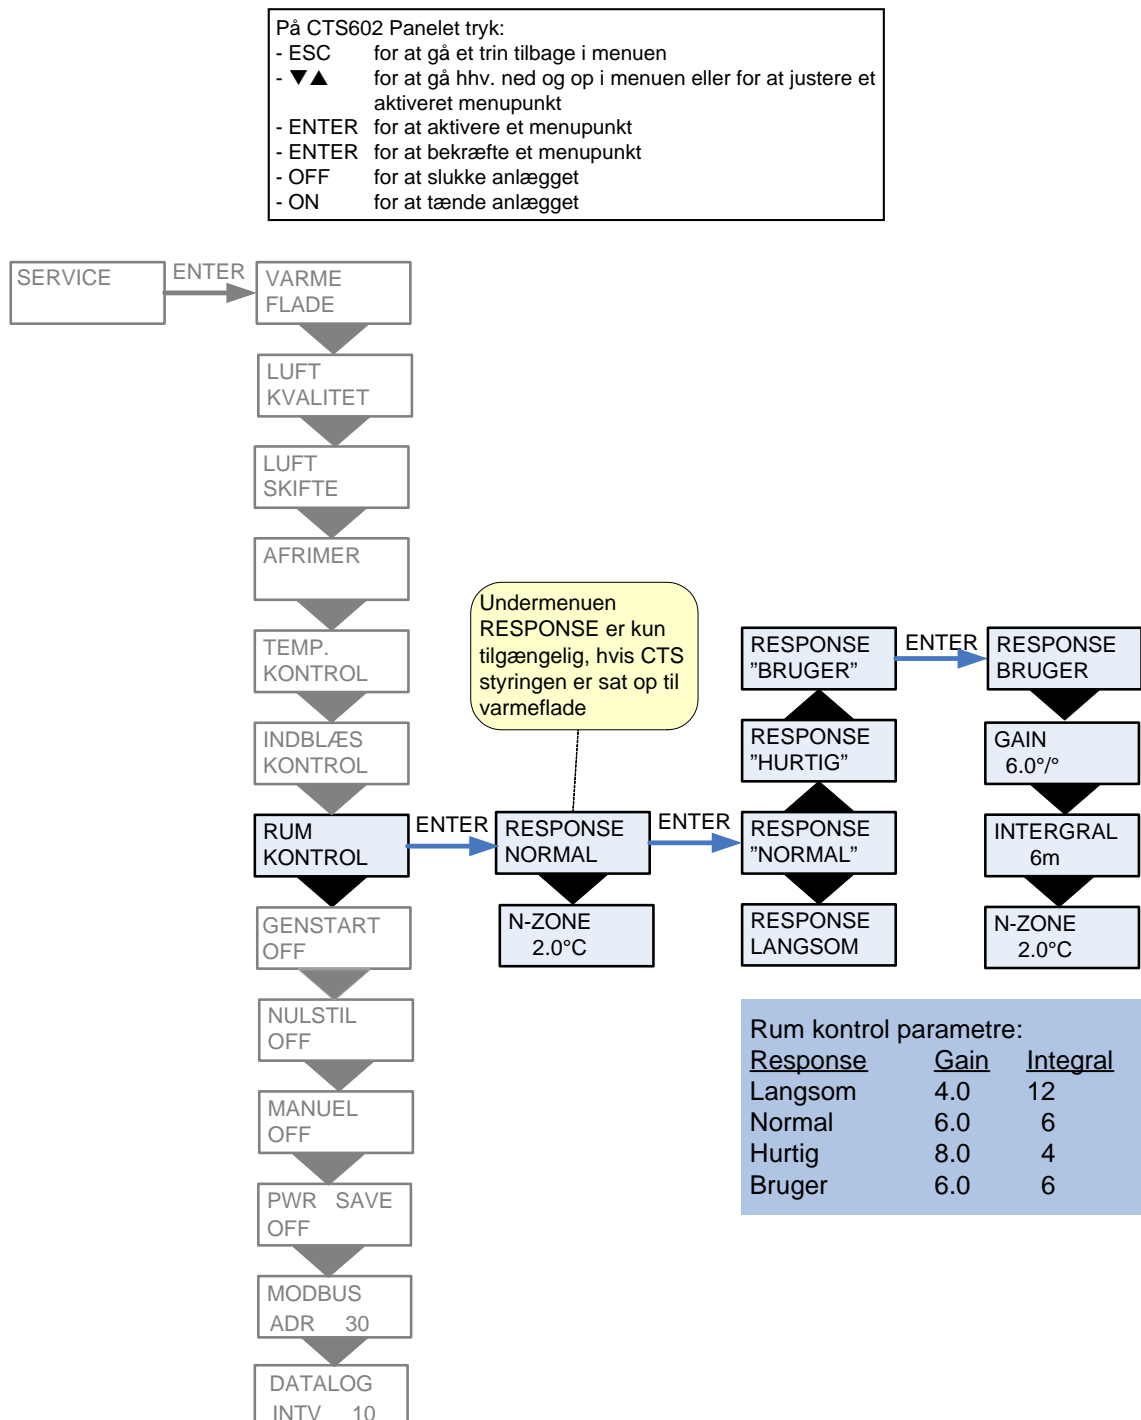 På CTS602 Panelet tryk:
- ESC for at gå et trin tilbage i menuen
- ▼▲ for at gå hhv. ned og op i menuen eller for at justere et
aktiveret menupunkt
- ENTER for at aktivere et menupunkt
- ENTER for at bekræfte et menupunkt
- OFF for at slukke anlægget
- ON for at tænde anlægget
SERVICE
ENTER
VARME
FLADE
LUFT
KVALITET
LUFT
SKIFTE
AFRIMER
TEMP.
KONTROL
INDBLÆS
KONTROL
RUM
KONTROL
ENTER
Undermenuen
RESPONSE er kun
tilgængelig, hvis CTS
styringen er sat op til
varmeflade
RESPONSE
NORMAL
N-ZONE
2.0°C
ENTER
RESPONSE
"BRUGER"
RESPONSE
"HURTIG"
RESPONSE
"NORMAL"
RESPONSE
LANGSOM
ENTER
RESPONSE
BRUGER
GAIN
6.0°/°
INTERGRAL
6m
N-ZONE
2.0°C
GENSTART
OFF
NULSTIL
OFF
MANUEL
OFF
PWR SAVE
OFF
MODBUS
ADR 30
DATALOG
INTV 10
Rum kontrol parametre:
Response Gain Integral
Langsom 4.0 12
Normal 6.0 6
Hurtig 8.0 4
Bruger 6.0 6